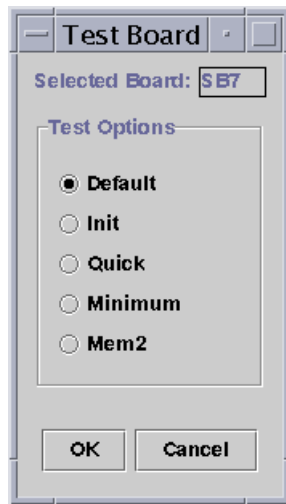 Test Board
Selected Board: SB7
Test Options
Default
Init
Quick
Minimum
Mem2
OK Cancel